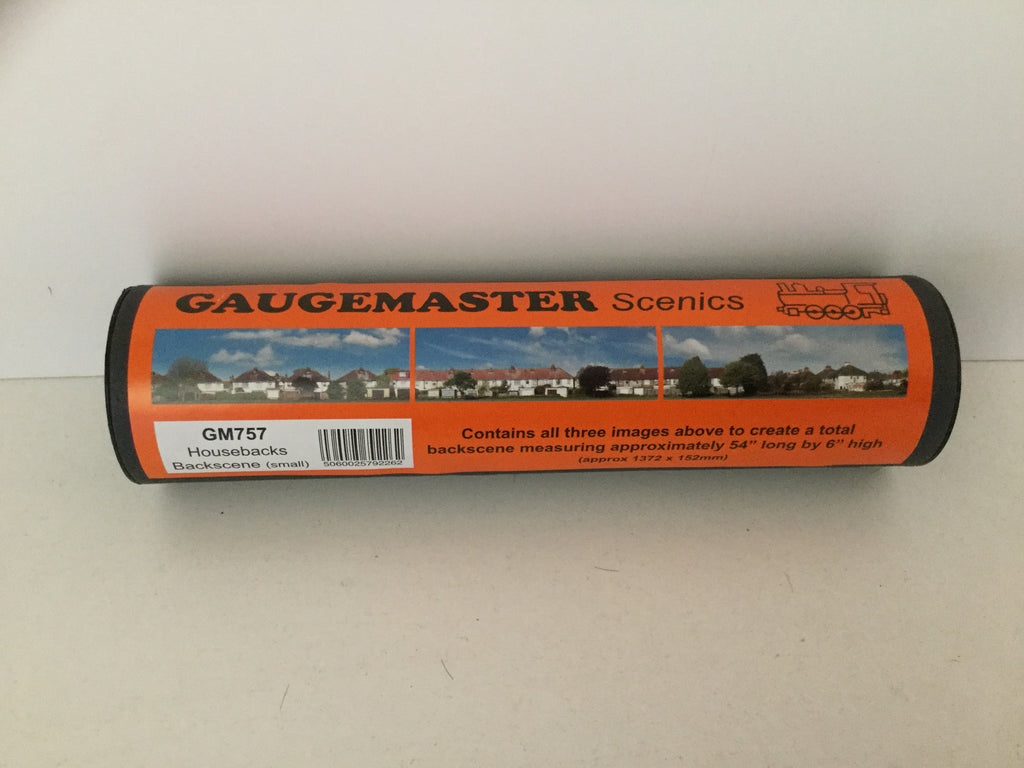 GAUGEMASTER Scenics
GM757
Housebacks
Backscene (small)
5060025792262
Contains all three images above to create a total
backscene measuring approximately 54” long by 6” high
(approx 1372 x 152mm)